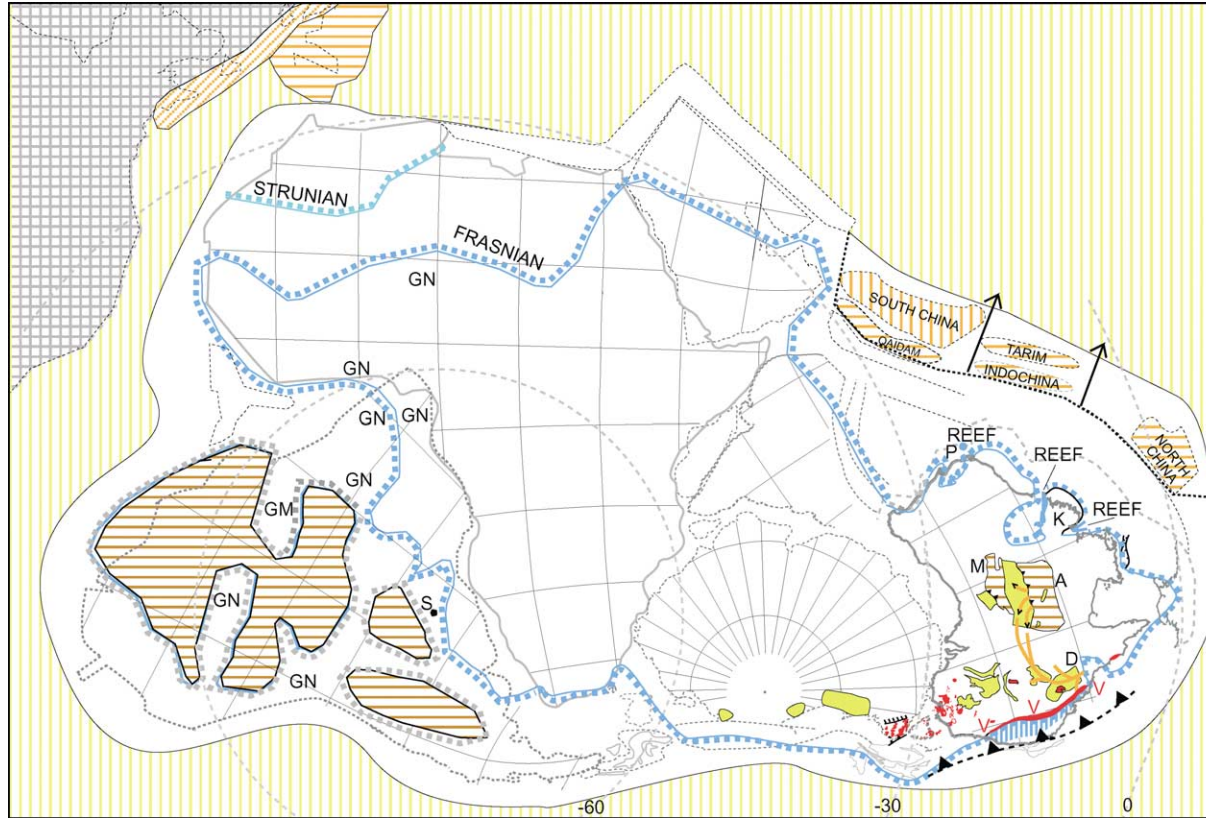 STRUNIAN
FRASNIAN
GN
SOUTH CHINA
QAIDAM
TARIM
INDOCHINA
GN
GN
GN
NORTH
CHINA
REEF
P
REEF
GN
GM
K
REEF
M
A
GN
S
D
GN
V
V
V
-60
-30
0